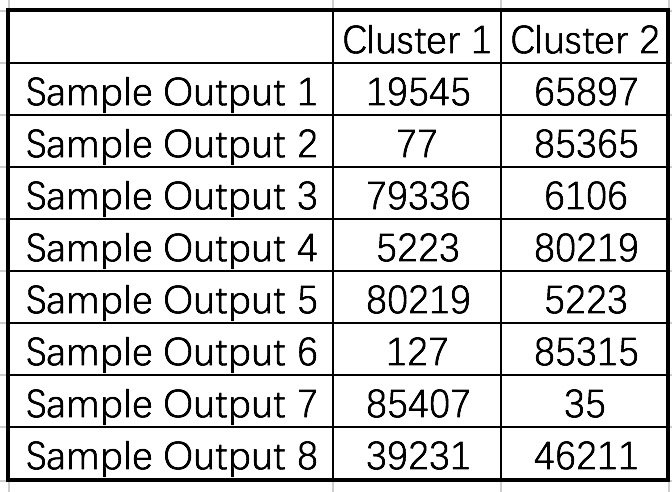 Cluster 1 Cluster 2
Sample Output 1 19545 65897
Sample Output 2 77 85365
Sample Output 3 79336 6106
Sample Output 4 5223 80219
Sample Output 5 80219 5223
Sample Output 6 127 85315
Sample Output 7 85407 35
Sample Output 8 39231 46211